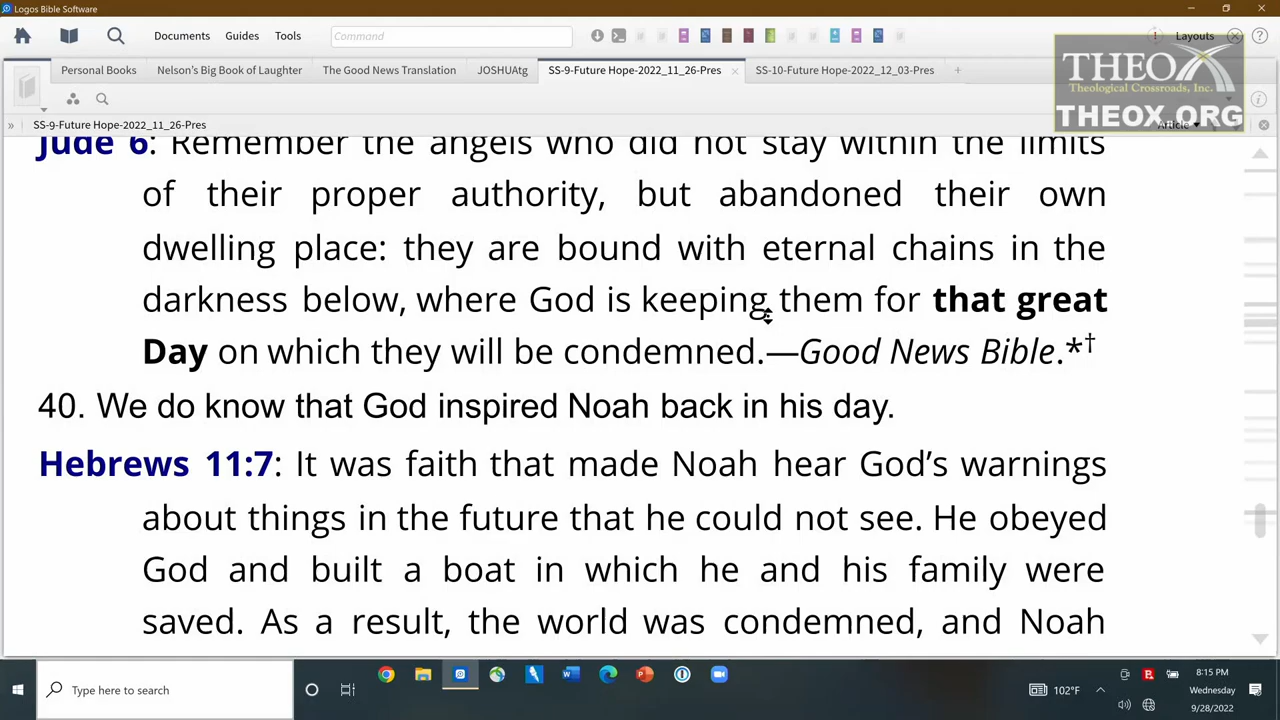 Logos Bible Software
Documents Guides Tools Command Layouts
THEOX
Theological Crossroads, Inc.
THEOX.ORG
Personal Books Nelson's Big Book of Laughter The Good News Translation JOSHUAtg SS-9-Future Hope-2022_11_26-Pres SS-10-Future Hope-2022_12_03-Pres
SS-9-Future Hope-2022_11_26-Pres Article
Jude 6: Remember the angels who did not stay within the limits
of their proper authority, but abandoned their own
dwelling place: they are bound with eternal chains in the
darkness below, where God is keeping them for that great
Day on which they will be condemned.—Good News Bible.*†
40. We do know that God inspired Noah back in his day.
Hebrews 11:7: It was faith that made Noah hear God’s warnings
about things in the future that he could not see. He obeyed
God and built a boat in which he and his family were
saved. As a result, the world was condemned, and Noah
Type here to search
102°F
8:15 PM
Wednesday
9/28/2022